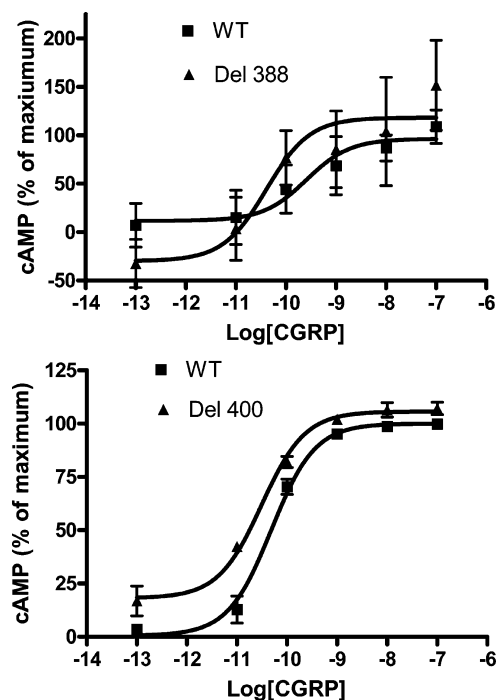 WT
Del 388
cAMP (% of maxiumum)
200
150
100
50
0
-50
-14 -13 -12 -11 -10 -9 -8 -7 -6
Log[CGRP]
WT
Del 400
cAMP (% of maximum)
125
100
75
50
25
0
-14 -13 -12 -11 -10 -9 -8 -7 -6
Log[CGRP]